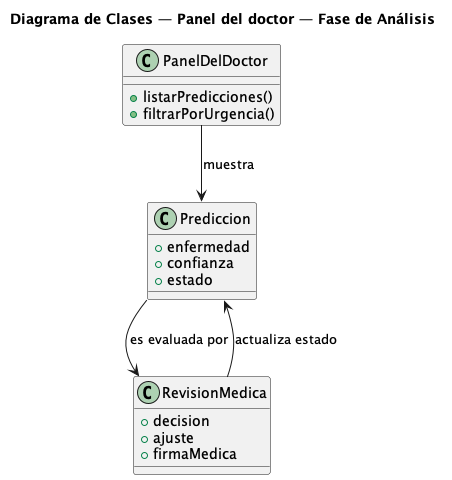 Diagrama de Clases — Panel del doctor — Fase de Análisis
C PanelDelDoctor
listarPredicciones()
filtrarPorUrgencia()
muestra
C Prediccion
enfermedad
confianza
estado
es evaluada por
actualiza estado
C RevisionMedica
decision
ajuste
firmaMedica